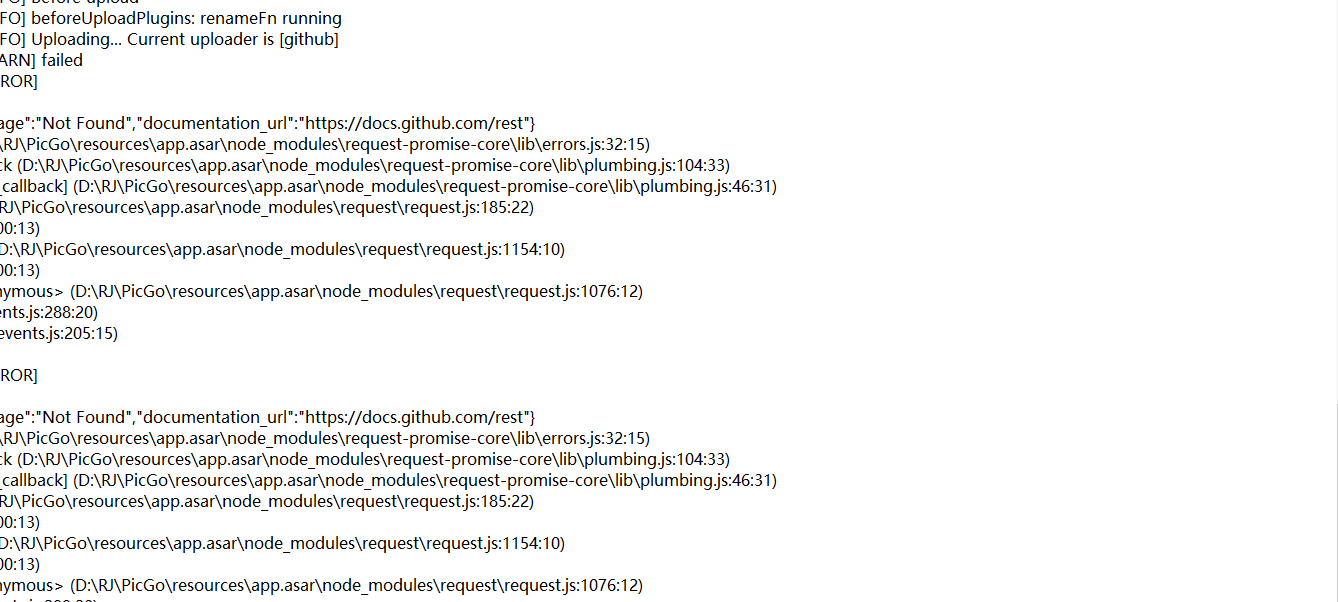 FO] before upload
FO] beforeUploadPlugins: renameFn running
FO] Uploading... Current uploader is [github]
ARN] failed
ROR]
age":"Not Found","documentation_url":"https://docs.github.com/rest"}
\RJ\PicGo\resources\app.asar\node_modules\request-promise-core\lib\errors.js:32:15)
ck (D:\RJ\PicGo\resources\app.asar\node_modules\request-promise-core\lib\plumbing.js:104:33)
_callback] (D:\RJ\PicGo\resources\app.asar\node_modules\request-promise-core\lib\plumbing.js:46:31)
RJ\PicGo\resources\app.asar\node_modules\request\request.js:185:22)
00:13)
D:\RJ\PicGo\resources\app.asar\node_modules\request\request.js:1154:10)
00:13)
nymous> (D:\RJ\PicGo\resources\app.asar\node_modules\request\request.js:1076:12)
ents.js:288:20)
events.js:205:15)
ROR]
age":"Not Found","documentation_url":"https://docs.github.com/rest"}
\RJ\PicGo\resources\app.asar\node_modules\request-promise-core\lib\errors.js:32:15)
ck (D:\RJ\PicGo\resources\app.asar\node_modules\request-promise-core\lib\plumbing.js:104:33)
_callback] (D:\RJ\PicGo\resources\app.asar\node_modules\request-promise-core\lib\plumbing.js:46:31)
RJ\PicGo\resources\app.asar\node_modules\request\request.js:185:22)
00:13)
D:\RJ\PicGo\resources\app.asar\node_modules\request\request.js:1154:10)
00:13)
nymous> (D:\RJ\PicGo\resources\app.asar\node_modules\request\request.js:1076:12)